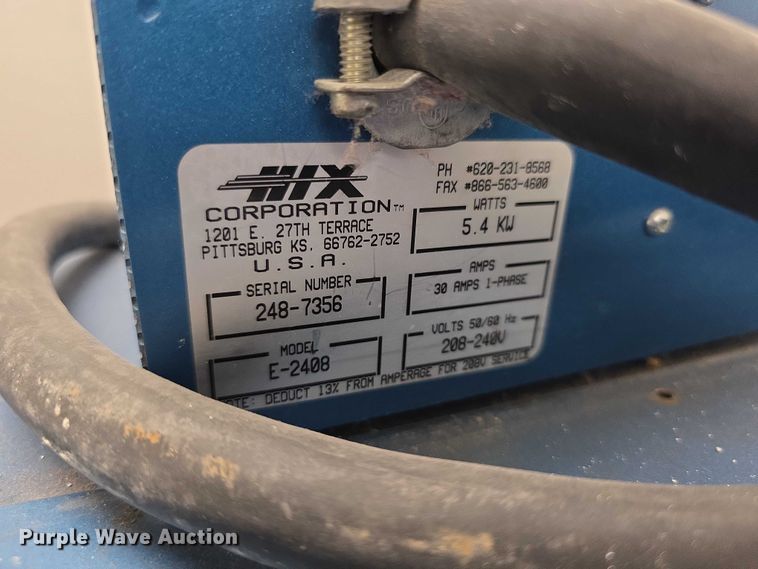 HIX
CORPORATION™
1201 E. 27TH TERRACE
PITTSBURG KS. 66762-2752
U.S.A.
PH #620-231-8568
FAX #866-563-4600
SERIAL NUMBER
248-7356
MODEL
E-2408
WATTS
5.4 KW
AMPS
30 AMPS 1-PHASE
VOLTS 50/60 Hz
208-240V
NOTE: DEDUCT 13% FROM AMPERAGE FOR 208V SERVICE
Purple Wave Auction®